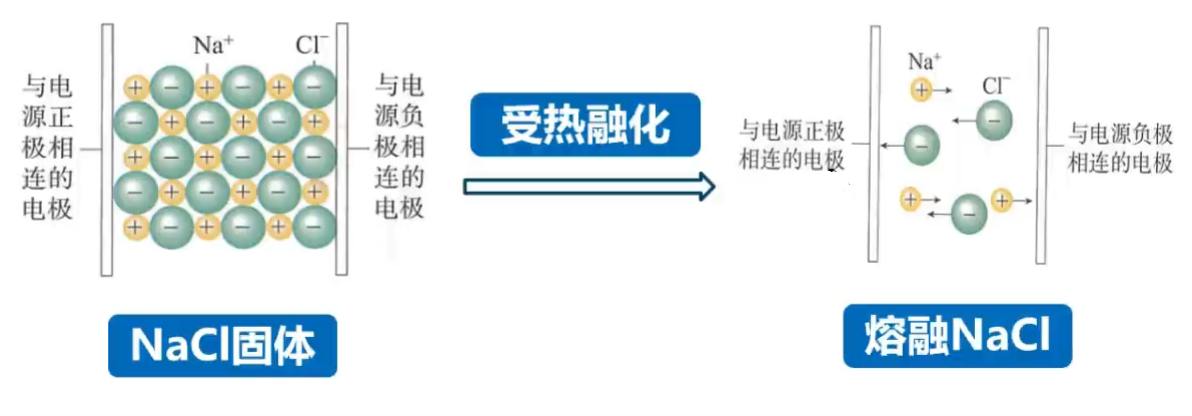 Na⁺
Cl⁻
与电
源正
极相
连的
电极
与电
源负
极相
连的
电极
NaCl固体
受热融化
Na⁺
Cl⁻
与电源正极
相连的电极
与电源负极
相连的电极
熔融NaCl